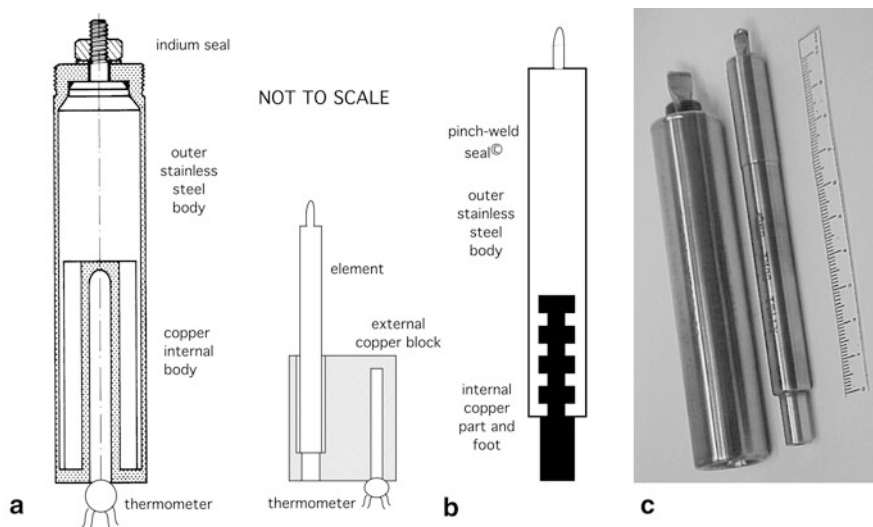 indium seal
NOT TO SCALE
outer
stainless
steel
body
copper
internal
body
thermometer
element
external
copper block
thermometer
pinch-weld
seal©
outer
stainless
steel
body
internal
copper
part and
foot
a
b
c